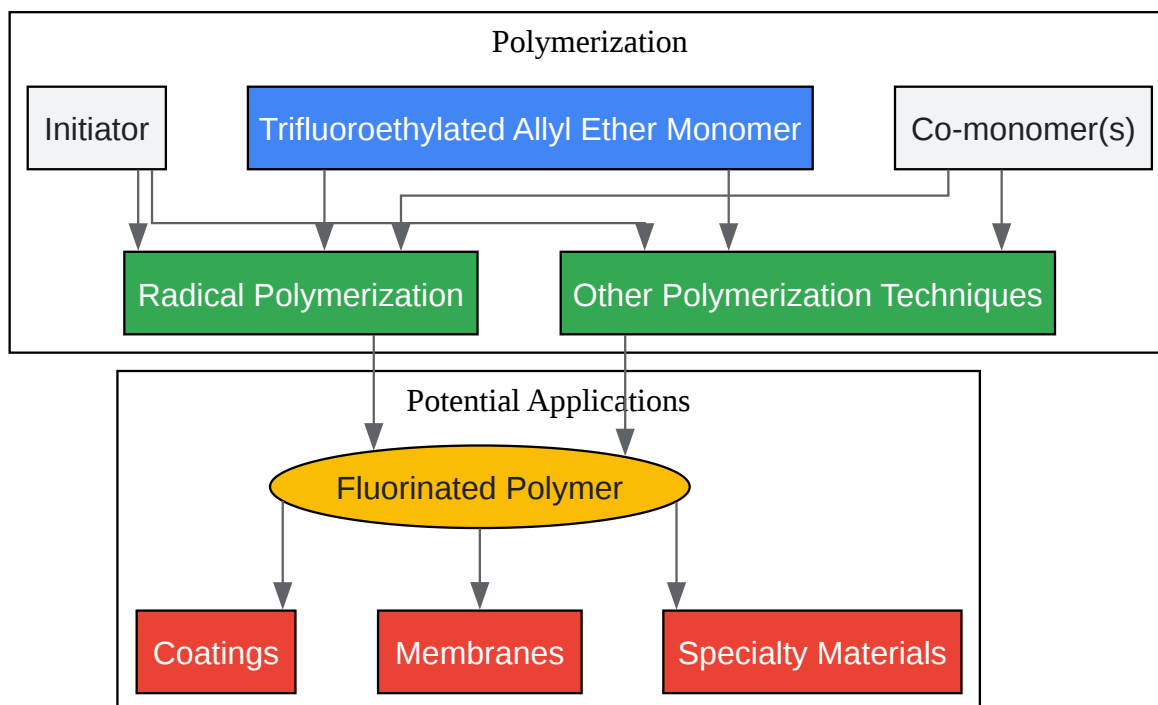 Polymerization
Initiator
Trifluoroethylated Allyl Ether Monomer
Co-monomer(s)
Radical Polymerization
Other Polymerization Techniques
Potential Applications
Fluorinated Polymer
Coatings
Membranes
Specialty Materials